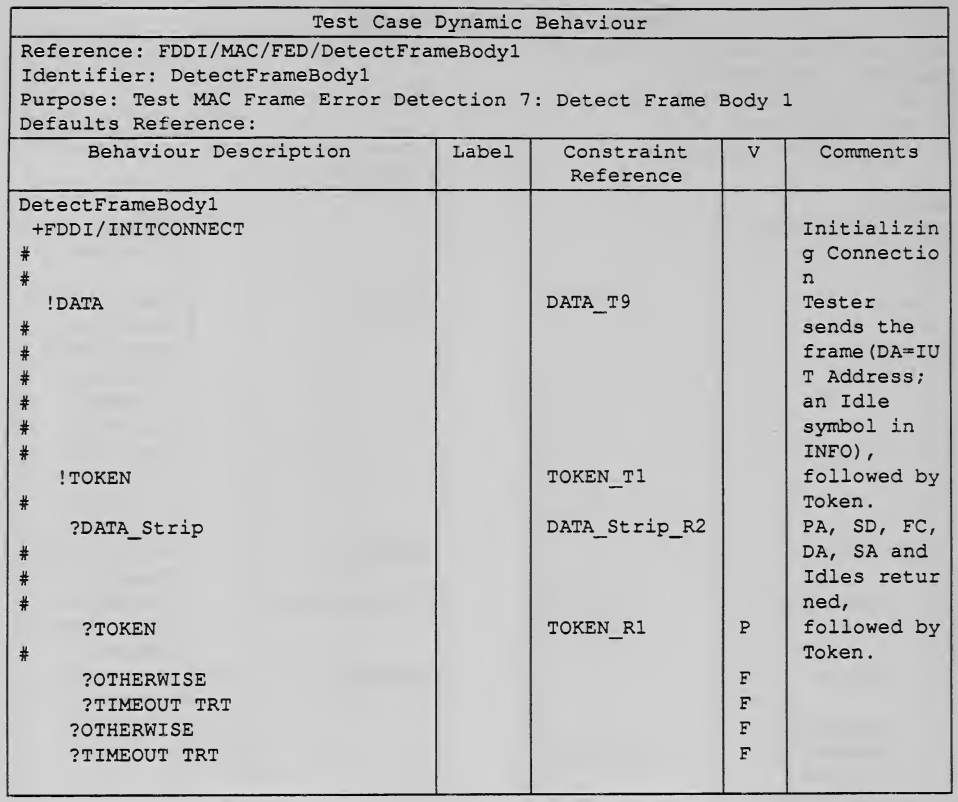 Test Case Dynamic Behaviour
Reference: FDDI/MAC/FED/DetectFrameBody1
Identifier: DetectFrameBody1
Purpose: Test MAC Frame Error Detection 7: Detect Frame Body 1
Defaults Reference:
Behaviour Description Label Constraint V Comments
Reference
DetectFrameBody1
+FDDI/INITCONNECT Initializin
# g Connectio
# n
!DATA DATA_T9 Tester
# sends the
# frame(DA=IU
# T Address;
# an Idle
# symbol in
# INFO),
!TOKEN TOKEN_T1 followed by
# Token.
?DATA_Strip DATA_Strip_R2 PA, SD, FC,
# DA, SA and
# Idles retur
# ned,
?TOKEN TOKEN_R1 P followed by
# Token.
?OTHERWISE F
?TIMEOUT TRT F
?OTHERWISE F
?TIMEOUT TRT F